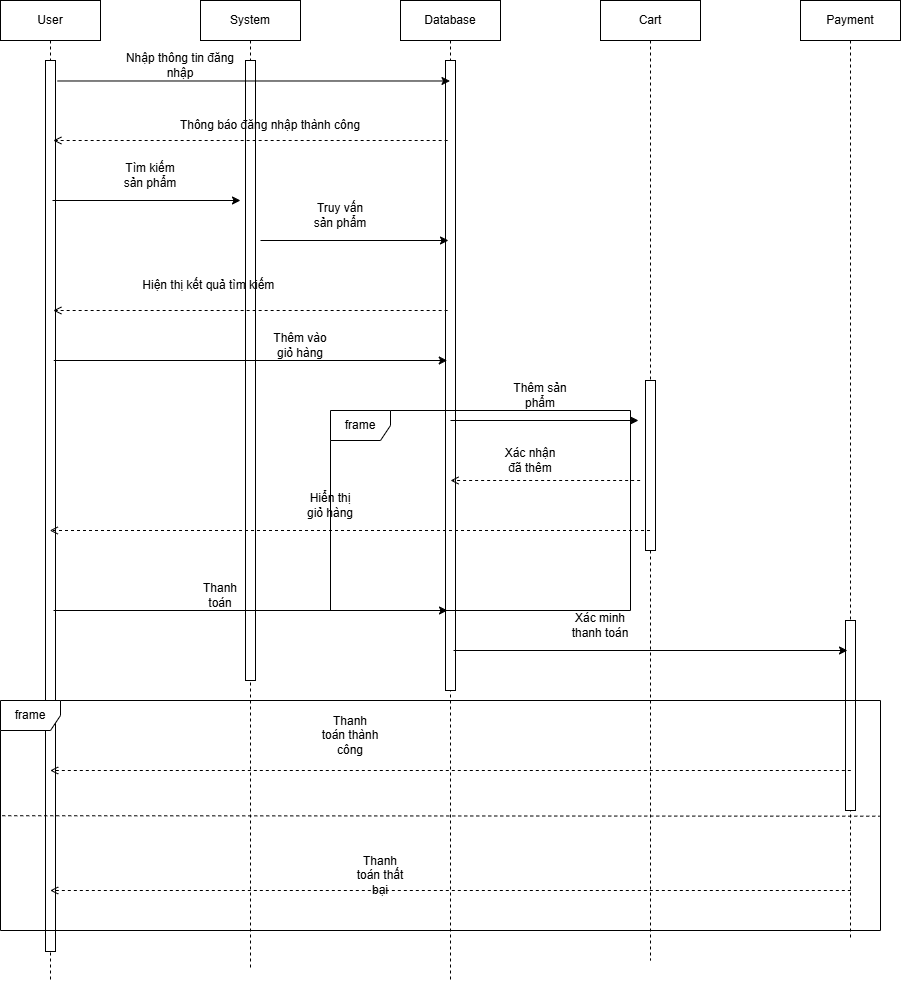 User
System
Database
Cart
Payment
Nhập thông tin đăng
nhập
Thông báo đăng nhập thành công
Tìm kiếm
sản phẩm
Truy vấn
sản phẩm
Hiện thị kết quả tìm kiếm
Thêm vào
giỏ hàng
Thêm sản
phẩm
frame
Xác nhận
đã thêm
Hiển thị
giỏ hàng
Thanh
toán
Xác minh
thanh toán
frame
Thanh
toán thành
công
Thanh
toán thất
bại